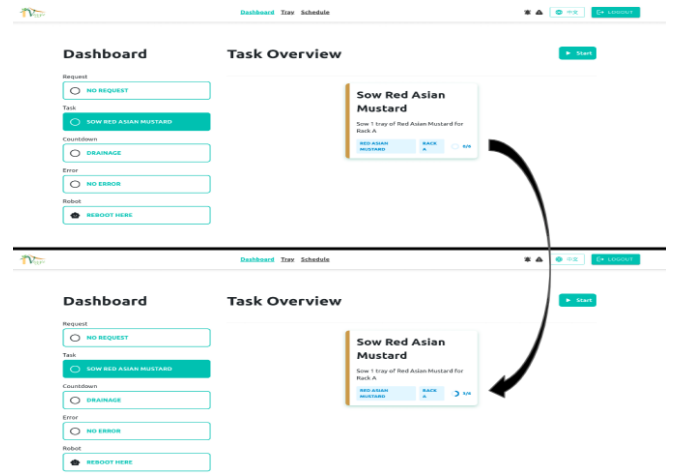 Dashboard Tray Schedule
中文 LOGOUT
Dashboard
Task Overview
Start
Request
NO REQUEST
Task
SOW RED ASIAN MUSTARD
Countdown
DRAINAGE
Error
NO ERROR
Robot
REBOOT HERE
Sow Red Asian
Mustard
Sow 1 tray of Red Asian Mustard for
Rack A
RED ASIAN
MUSTARD
RACK
A
Dashboard Tray Schedule
中文 LOGOUT
Dashboard
Task Overview
Start
Request
NO REQUEST
Task
SOW RED ASIAN MUSTARD
Countdown
DRAINAGE
Error
NO ERROR
Robot
REBOOT HERE
Sow Red Asian
Mustard
Sow 1 tray of Red Asian Mustard for
Rack A
RED ASIAN
MUSTARD
RACK
A